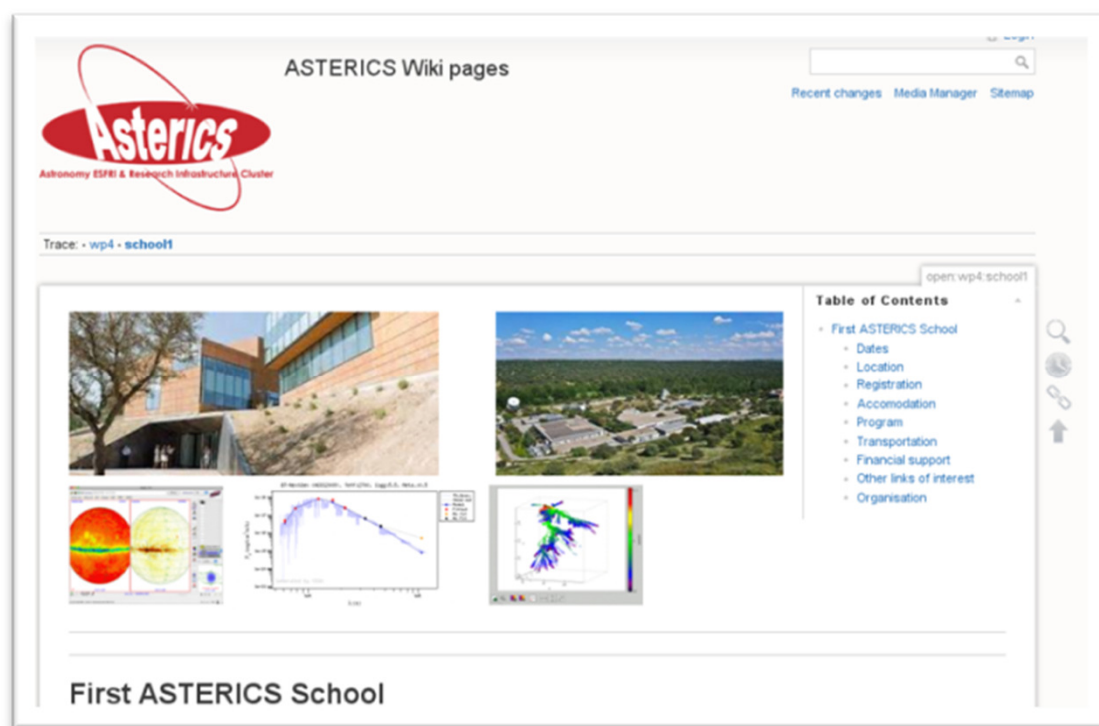 Login
ASTERICS Wiki pages
Recent changes Media Manager Sitemap
Asterics
Astronomy ESFRI & Research Infrastructure Cluster
Trace: • wp4 • school1
open:wp4:school1
Table of Contents
First ASTERICS School
Dates
Location
Registration
Accomodation
Program
Transportation
Financial support
Other links of interest
Organisation
First ASTERICS School